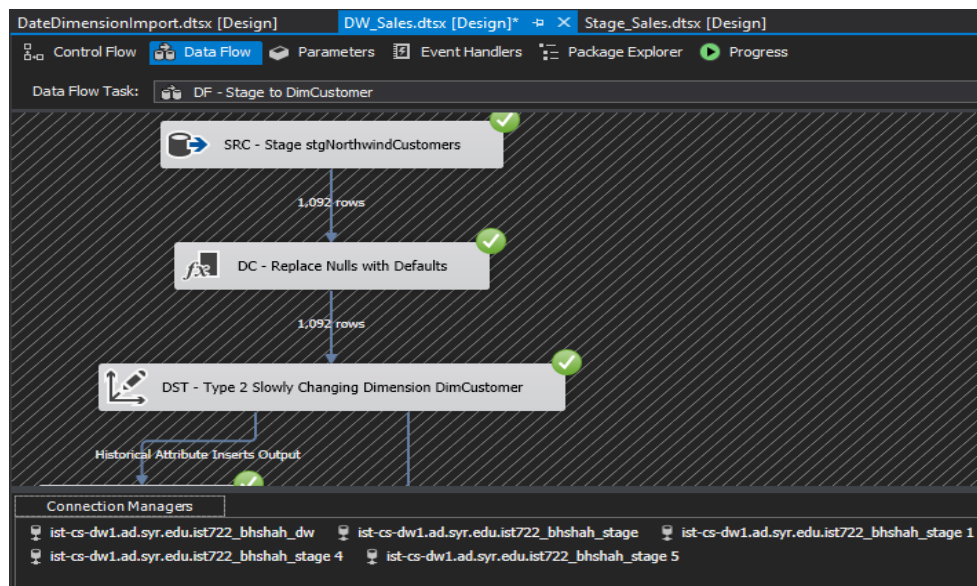 DateDimensionImport.dtsx [Design] DW_Sales.dtsx [Design]* Stage_Sales.dtsx [Design]
Control Flow Data Flow Parameters Event Handlers Package Explorer Progress
Data Flow Task: DF - Stage to DimCustomer
SRC - Stage stgNorthwindCustomers
1,092 rows
fx DC - Replace Nulls with Defaults
1,092 rows
DST - Type 2 Slowly Changing Dimension DimCustomer
Historical Attribute Inserts Output
Connection Managers
ist-cs-dw1.ad.syr.edu.ist722_bhshah_dw ist-cs-dw1.ad.syr.edu.ist722_bhshah_stage ist-cs-dw1.ad.syr.edu.ist722_bhshah_stage 1
ist-cs-dw1.ad.syr.edu.ist722_bhshah_stage 4 ist-cs-dw1.ad.syr.edu.ist722_bhshah_stage 5